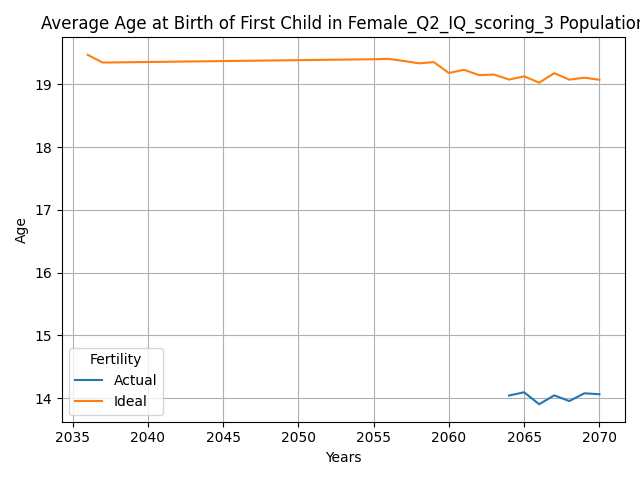 Average Age at Birth of First Child in Female_Q2_IQ_scoring_3 Population
Age
19
18
17
16
15
14
Fertility
Actual
Ideal
2035 2040 2045 2050 2055 2060 2065 2070
Years